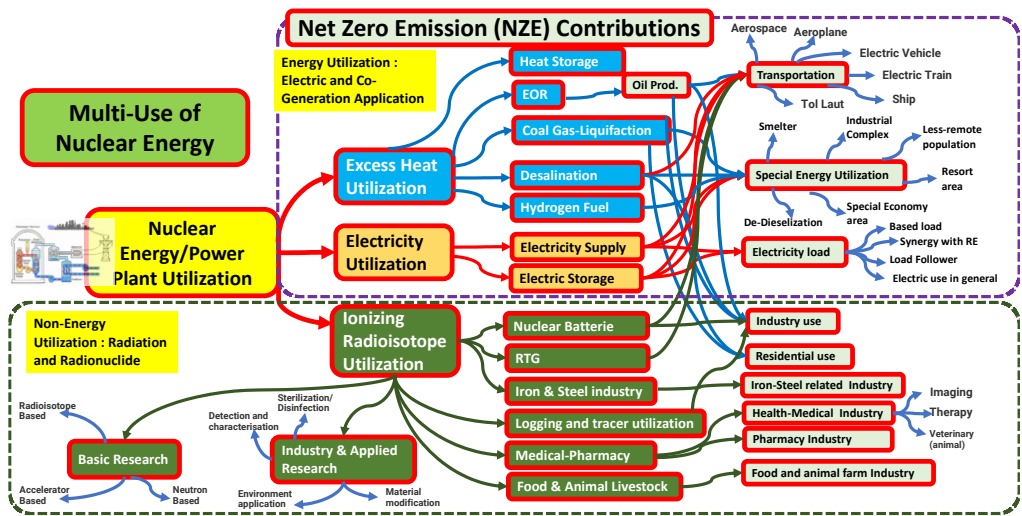 Net Zero Emission (NZE) Contributions
Multi-Use of
Nuclear Energy
Energy Utilization :
Electric and Co-
Generation Application
Nuclear
Energy/Power
Plant Utilization
Excess Heat
Utilization
Electricity
Utilization
Heat Storage
EOR
Oil Prod.
Coal Gas-Liquifaction
Desalination
Hydrogen Fuel
Electricity Supply
Electric Storage
Aerospace
Aeroplane
Electric Vehicle
Transportation
Electric Train
Tol Laut
Ship
Smelter
Industrial
Complex
Less-remote
population
Special Energy Utilization
Resort
area
De-Dieselization
Special Economy
area
Electricity load
Based load
Synergy with RE
Load Follower
Electric use in general
Non-Energy
Utilization : Radiation
and Radionuclide
Ionizing
Radioisotope
Utilization
Nuclear Batterie
RTG
Iron & Steel industry
Logging and tracer utilization
Medical-Pharmacy
Food & Animal Livestock
Industry use
Residential use
Iron-Steel related Industry
Health-Medical Industry
Imaging
Therapy
Veterinary
(animal)
Pharmacy Industry
Food and animal farm Industry
Radioisotope
Based
Basic Research
Accelerator
Based
Neutron
Based
Detection and
characterisation
Sterilization/
Disinfection
Industry & Applied
Research
Environment
application
Material
modification